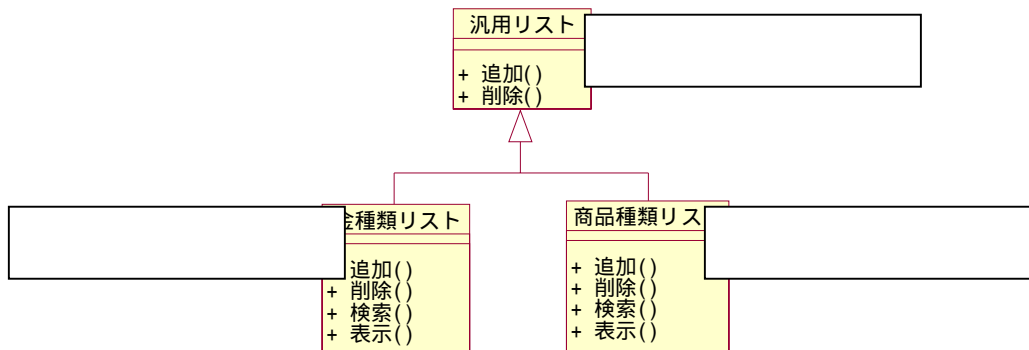 汎用リスト
+ 追加()
+ 削除()
金種類リスト
追加()
+ 削除()
+ 検索()
+ 表示()
商品種類リス
+ 追加()
+ 削除()
+ 検索()
+ 表示()